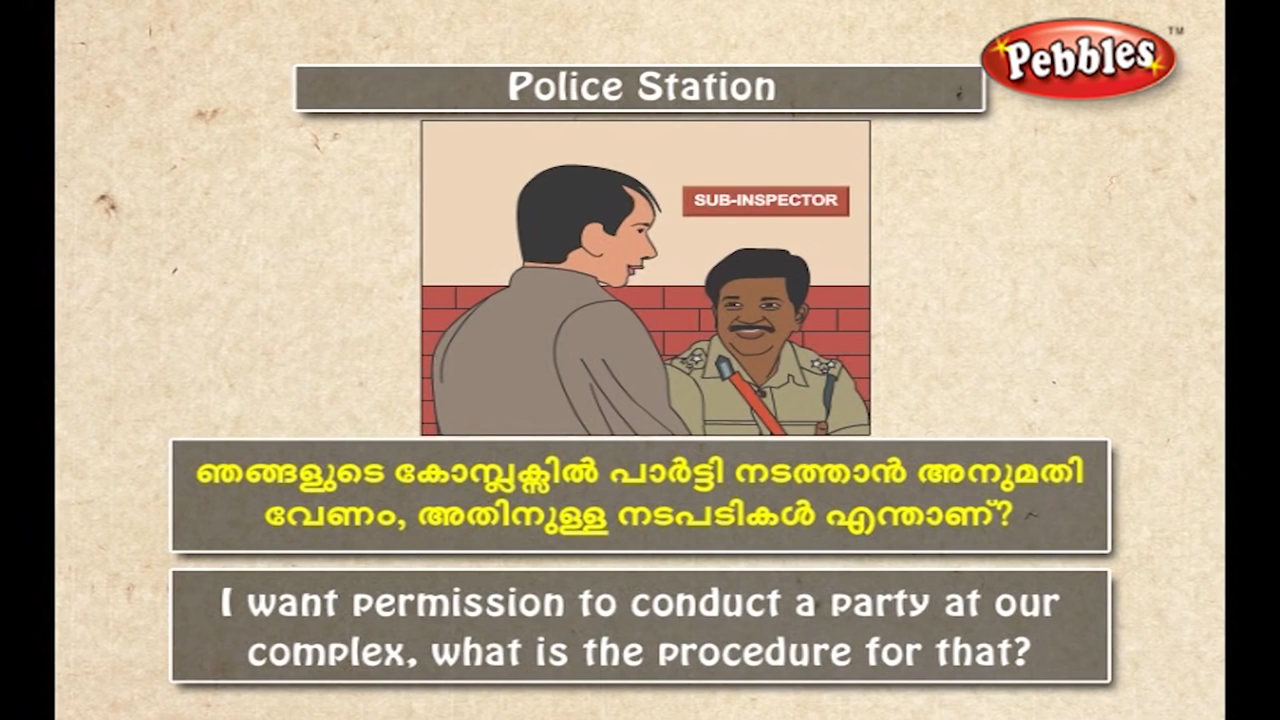 Pebbles™
Police Station
SUB-INSPECTOR
ഞങ്ങളുടെ കോമ്പ്ലക്സിൽ പാർട്ടി നടത്താൻ അനുമതി
വേണം, അതിനുള്ള നടപടികൾ എന്താണ്?
I want permission to conduct a party at our
complex, what is the procedure for that?